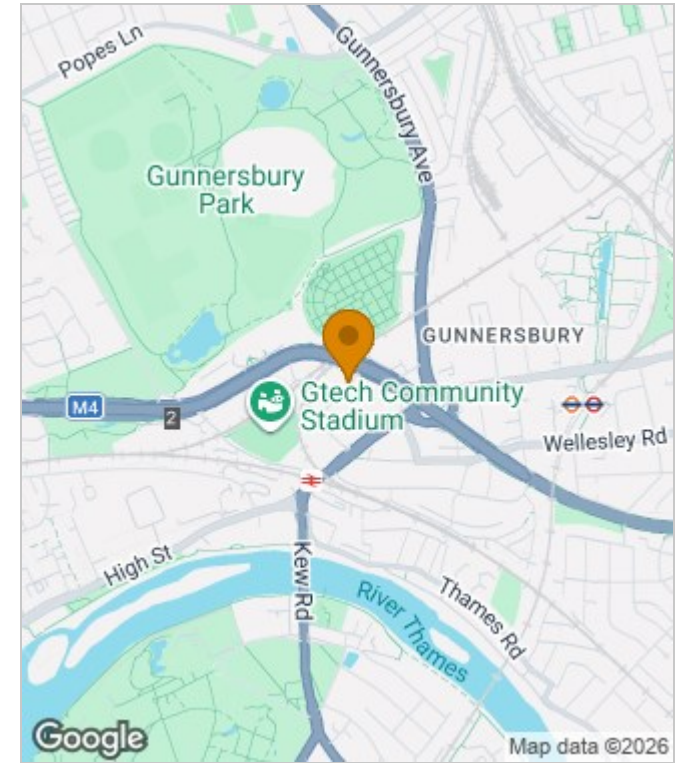 Popes Ln
Gunnersbury Ave
Gunnersbury
Park
GUNNERSBURY
M4
2
Gtech Community
Stadium
Wellesley Rd
High St
Kew Rd
River Thames
Thames Rd
Google
Map data ©2026